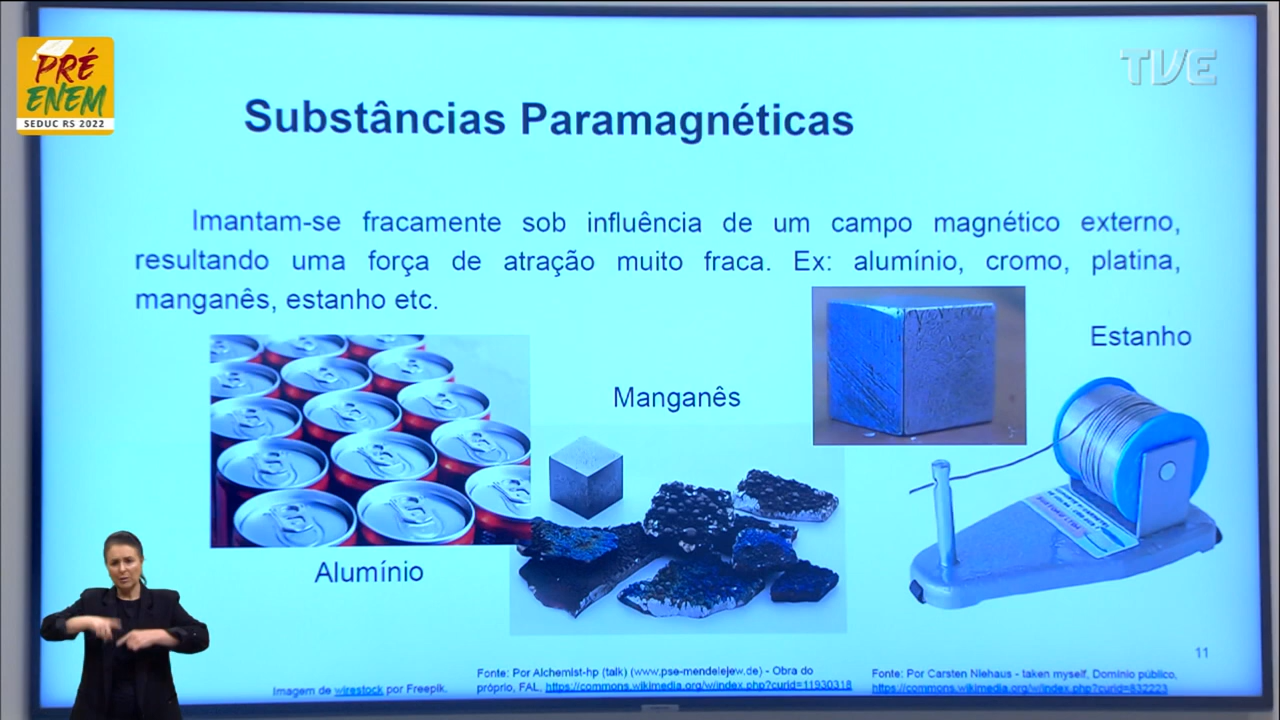 PRÉ
ENEM
SEDUC RS 2022
TVE
Substâncias Paramagnéticas
Imantam-se fracamente sob influência de um campo magnético externo,
resultando uma força de atração muito fraca. Ex: alumínio, cromo, platina,
manganês, estanho etc.
Estanho
Manganês
Alumínio
11
Imagem de wirestock por Freepik.
Fonte: Por Alchemist-hp (talk) (www.pse-mendelejew.de) - Obra do
próprio, FAL, https://commons.wikimedia.org/w/index.php?curid=11930318
Fonte: Por Carsten Niehaus - taken myself, Domínio público,
https://commons.wikimedia.org/w/index.php?curid=832223